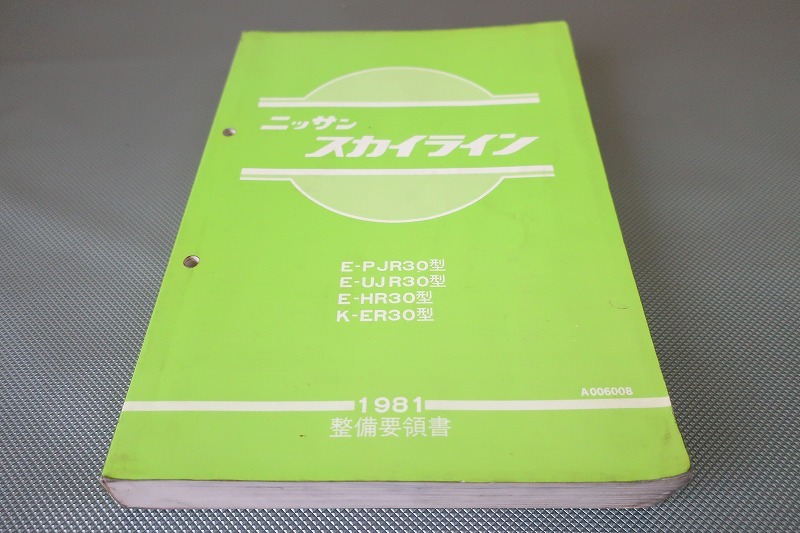 ニッサン
スカイライン
E-PJR30型
E-UJR30型
E-HR30型
K-ER30型
A006008
1981
整備要領書